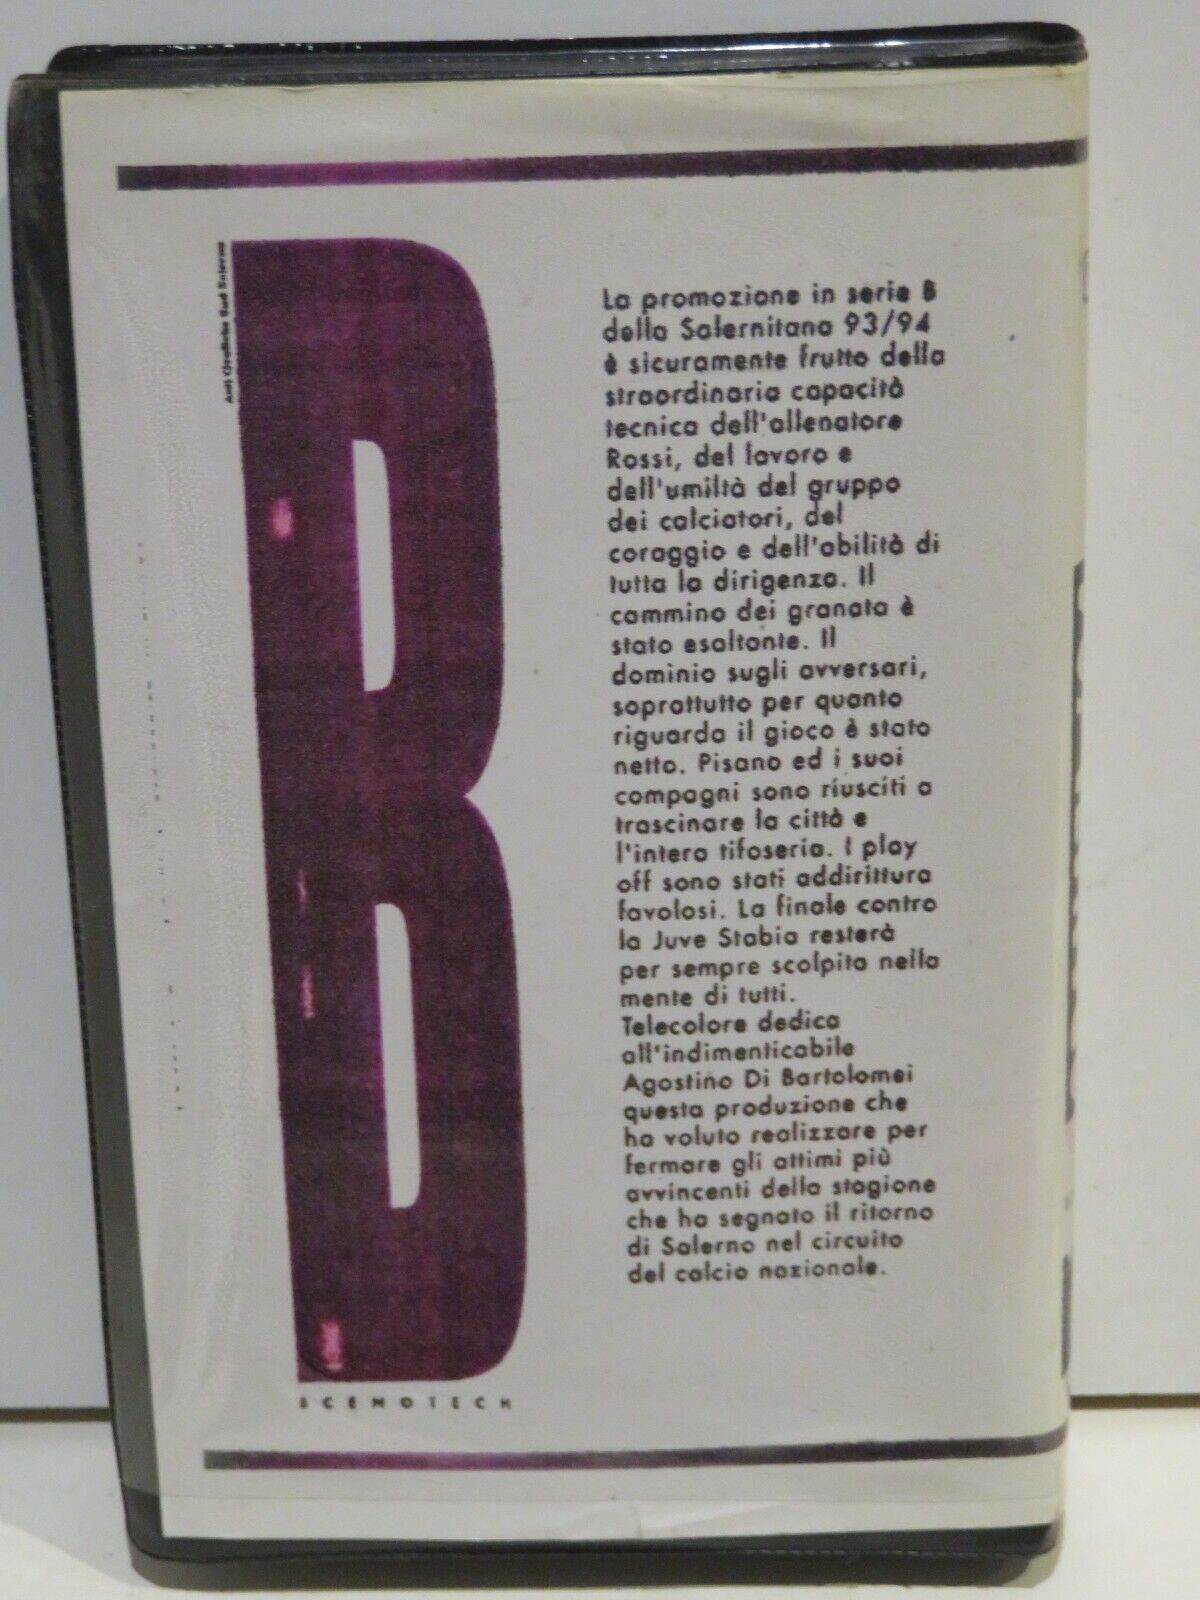 Arti Grafiche Sud Salerno
B
La promozione in serie B
della Salernitana 93/94
è sicuramente frutto della
straordinaria capacità
tecnica dell'allenatore
Rossi, del lavoro e
dell'umiltà del gruppo
dei calciatori, del
coraggio e dell'abilità di
tutta la dirigenza. Il
cammino dei granata è
stato esaltante. Il
dominio sugli avversari,
soprattutto per quanto
riguarda il gioco è stato
netto. Pisano ed i suoi
compagni sono riusciti a
trascinare la città e
l'intera tifoseria. I play
off sono stati addirittura
favolosi. La finale contro
la Juve Stabia resterà
per sempre scolpita nella
mente di tutti.
Telecolore dedica
all'indimenticabile
Agostino Di Bartolomei
questa produzione che
ha voluto realizzare per
fermare gli attimi più
avvincenti della stagione
che ha segnato il ritorno
di Salerno nel circuito
del calcio nazionale.
SCENOTECH